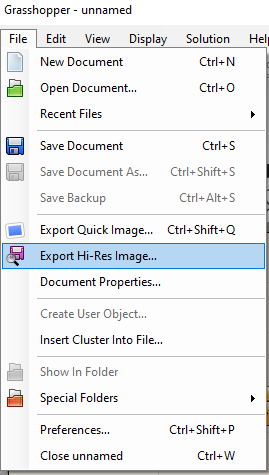 Grasshopper - unnamed
File Edit View Display Solution
New Document Ctrl+N
Open Document... Ctrl+O
Recent Files
Save Document Ctrl+S
Save Document As... Ctrl+Shift+S
Save Backup Ctrl+Alt+S
Export Quick Image... Ctrl+Shift+Q
Export Hi-Res Image...
Document Properties...
Create User Object...
Insert Cluster Into File...
Show In Folder
Special Folders
Preferences... Ctrl+Shift+P
Close unnamed Ctrl+W